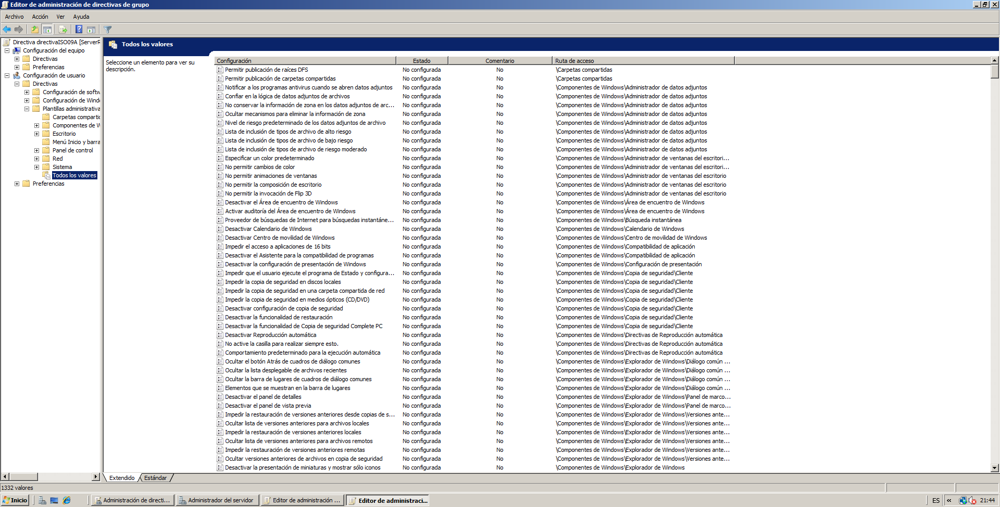 Editor de administración de directivas de grupo
Archivo Acción Ver Ayuda
Directiva directivaISO09A [ServerR
Configuración del equipo
Directivas
Preferencias
Configuración de usuario
Directivas
Configuración de softw
Configuración de Windo
Plantillas administrativa
Carpetas compartic
Componentes de W
Escritorio
Menú Inicio y barra
Panel de control
Red
Sistema
Todos los valores
Preferencias
Todos los valores
Seleccione un elemento para ver su
descripción.
Configuración Estado Comentario Ruta de acceso
Permitir publicación de raíces DFS No configurada No \Carpetas compartidas
Permitir publicación de carpetas compartidas No configurada No \Carpetas compartidas
Notificar a los programas antivirus cuando se abren datos adjuntos No configurada No \Componentes de Windows\Administrador de datos adjuntos
Confiar en la lógica de datos adjuntos de archivos No configurada No \Componentes de Windows\Administrador de datos adjuntos
No conservar la información de zona en los datos adjuntos de arc... No configurada No \Componentes de Windows\Administrador de datos adjuntos
Ocultar mecanismos para eliminar la información de zona No configurada No \Componentes de Windows\Administrador de datos adjuntos
Nivel de riesgo predeterminado de los datos adjuntos de archivo No configurada No \Componentes de Windows\Administrador de datos adjuntos
Lista de inclusión de tipos de archivo de alto riesgo No configurada No \Componentes de Windows\Administrador de datos adjuntos
Lista de inclusión de tipos de archivo de bajo riesgo No configurada No \Componentes de Windows\Administrador de datos adjuntos
Lista de inclusión de tipos de archivo de riesgo moderado No configurada No \Componentes de Windows\Administrador de datos adjuntos
Especificar un color predeterminado No configurada No \Componentes de Windows\Administrador de ventanas del escritori...
No permitir cambios de color No configurada No \Componentes de Windows\Administrador de ventanas del escritori...
No permitir animaciones de ventanas No configurada No \Componentes de Windows\Administrador de ventanas del escritorio
No permitir la composición de escritorio No configurada No \Componentes de Windows\Administrador de ventanas del escritorio
No permitir la invocación de Flip 3D No configurada No \Componentes de Windows\Administrador de ventanas del escritorio
Desactivar el Área de encuentro de Windows No configurada No \Componentes de Windows\Área de encuentro de Windows
Activar auditoría del Área de encuentro de Windows No configurada No \Componentes de Windows\Área de encuentro de Windows
Proveedor de búsquedas de Internet para búsquedas instantáne... No configurada No \Componentes de Windows\Búsqueda instantánea
Desactivar Calendario de Windows No configurada No \Componentes de Windows\Calendario de Windows
Desactivar Centro de movilidad de Windows No configurada No \Componentes de Windows\Centro de movilidad de Windows
Impedir el acceso a aplicaciones de 16 bits No configurada No \Componentes de Windows\Compatibilidad de aplicación
Desactivar el Asistente para la compatibilidad de programas No configurada No \Componentes de Windows\Compatibilidad de aplicación
Desactivar la configuración de presentación de Windows No configurada No \Componentes de Windows\Configuración de presentación
Impedir que el usuario ejecute el programa de Estado y configura... No configurada No \Componentes de Windows\Copia de seguridad\Cliente
Impedir la copia de seguridad en discos locales No configurada No \Componentes de Windows\Copia de seguridad\Cliente
Impedir la copia de seguridad en una carpeta compartida de red No configurada No \Componentes de Windows\Copia de seguridad\Cliente
Impedir la copia de seguridad en medios ópticos (CD/DVD) No configurada No \Componentes de Windows\Copia de seguridad\Cliente
Desactivar configuración de copia de seguridad No configurada No \Componentes de Windows\Copia de seguridad\Cliente
Desactivar la funcionalidad de restauración No configurada No \Componentes de Windows\Copia de seguridad\Cliente
Desactivar la funcionalidad de Copia de seguridad Complete PC No configurada No \Componentes de Windows\Copia de seguridad\Cliente
Desactivar Reproducción automática No configurada No \Componentes de Windows\Directivas de Reproducción automática
No active la casilla para realizar siempre esto. No configurada No \Componentes de Windows\Directivas de Reproducción automática
Comportamiento predeterminado para la ejecución automática No configurada No \Componentes de Windows\Directivas de Reproducción automática
Ocultar el botón Atrás de cuadros de diálogo comunes No configurada No \Componentes de Windows\Explorador de Windows\Diálogo común ...
Ocultar la lista desplegable de archivos recientes No configurada No \Componentes de Windows\Explorador de Windows\Diálogo común ...
Ocultar la barra de lugares de cuadros de diálogo comunes No configurada No \Componentes de Windows\Explorador de Windows\Diálogo común ...
Elementos que se muestran en la barra de lugares No configurada No \Componentes de Windows\Explorador de Windows\Diálogo común ...
Desactivar el panel de detalles No configurada No \Componentes de Windows\Explorador de Windows\Panel de marco...
Desactivar el panel de vista previa No configurada No \Componentes de Windows\Explorador de Windows\Panel de marco...
Impedir la restauración de versiones anteriores desde copias de s... No configurada No \Componentes de Windows\Explorador de Windows\Versiones ante...
Ocultar lista de versiones anteriores para archivos locales No configurada No \Componentes de Windows\Explorador de Windows\Versiones ante...
Impedir la restauración de versiones anteriores locales No configurada No \Componentes de Windows\Explorador de Windows\Versiones ante...
Ocultar lista de versiones anteriores para archivos remotos No configurada No \Componentes de Windows\Explorador de Windows\Versiones ante...
Impedir la restauración de versiones anteriores remotas No configurada No \Componentes de Windows\Explorador de Windows\Versiones ante...
Ocultar versiones anteriores de archivos en copia de seguridad No configurada No \Componentes de Windows\Explorador de Windows\Versiones ante...
Desactivar la presentación de miniaturas y mostrar sólo iconos No configurada No \Componentes de Windows\Explorador de Windows
Extendido Estándar
1332 valores
Inicio Administración de directi... Administrador del servidor Editor de administración ... Editor de administraci... ES « 21:44